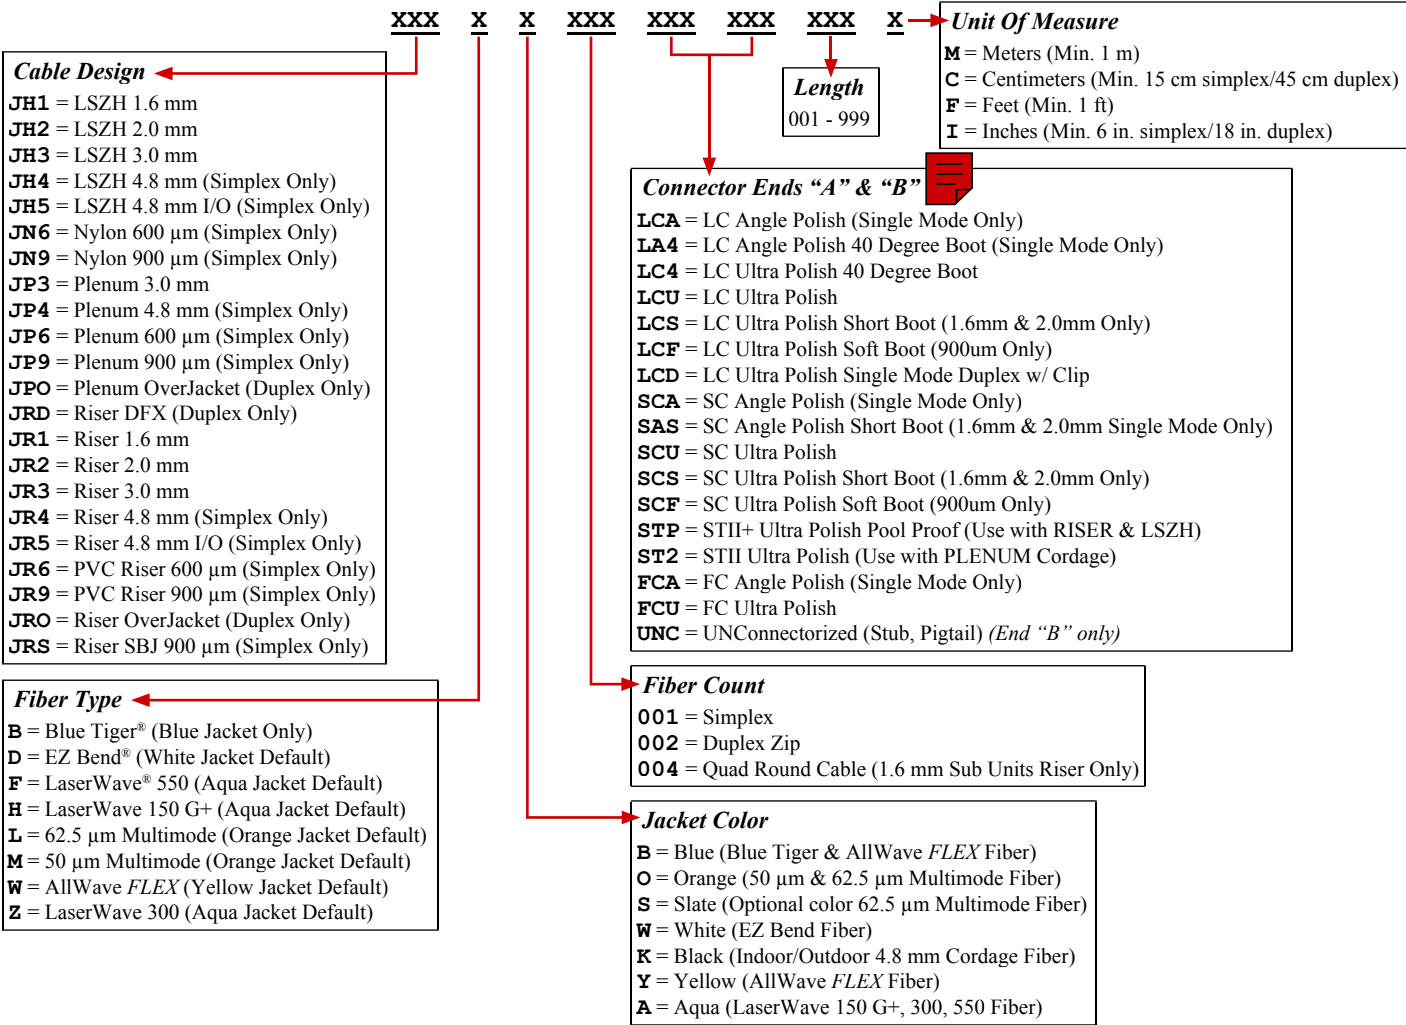 XXX X X XXX XXX XXX XXX X
Unit Of Measure
M = Meters (Min. 1 m)
C = Centimeters (Min. 15 cm simplex/45 cm duplex)
F = Feet (Min. 1 ft)
I = Inches (Min. 6 in. simplex/18 in. duplex)
Length
001 - 999
Cable Design
JH1 = LSZH 1.6 mm
JH2 = LSZH 2.0 mm
JH3 = LSZH 3.0 mm
JH4 = LSZH 4.8 mm (Simplex Only)
JH5 = LSZH 4.8 mm I/O (Simplex Only)
JN6 = Nylon 600 µm (Simplex Only)
JN9 = Nylon 900 µm (Simplex Only)
JP3 = Plenum 3.0 mm
JP4 = Plenum 4.8 mm (Simplex Only)
JP6 = Plenum 600 µm (Simplex Only)
JP9 = Plenum 900 µm (Simplex Only)
JPO = Plenum OverJacket (Duplex Only)
JRD = Riser DFX (Duplex Only)
JR1 = Riser 1.6 mm
JR2 = Riser 2.0 mm
JR3 = Riser 3.0 mm
JR4 = Riser 4.8 mm (Simplex Only)
JR5 = Riser 4.8 mm I/O (Simplex Only)
JR6 = PVC Riser 600 µm (Simplex Only)
JR9 = PVC Riser 900 µm (Simplex Only)
JRO = Riser OverJacket (Duplex Only)
JRS = Riser SBJ 900 µm (Simplex Only)
Connector Ends “A” & “B”
LCA = LC Angle Polish (Single Mode Only)
LA4 = LC Angle Polish 40 Degree Boot (Single Mode Only)
LC4 = LC Ultra Polish 40 Degree Boot
LCU = LC Ultra Polish
LCS = LC Ultra Polish Short Boot (1.6mm & 2.0mm Only)
LCF = LC Ultra Polish Soft Boot (900um Only)
LCD = LC Ultra Polish Single Mode Duplex w/ Clip
SCA = SC Angle Polish (Single Mode Only)
SAS = SC Angle Polish Short Boot (1.6mm & 2.0mm Single Mode Only)
SCU = SC Ultra Polish
SCS = SC Ultra Polish Short Boot (1.6mm & 2.0mm Only)
SCF = SC Ultra Polish Soft Boot (900um Only)
STP = STII+ Ultra Polish Pool Proof (Use with RISER & LSZH)
ST2 = STII Ultra Polish (Use with PLENUM Cordage)
FCA = FC Angle Polish (Single Mode Only)
FCU = FC Ultra Polish
UNC = UNConnectorized (Stub, Pigtail) (End “B” only)
Fiber Type
B = Blue Tiger® (Blue Jacket Only)
D = EZ Bend® (White Jacket Default)
F = LaserWave® 550 (Aqua Jacket Default)
H = LaserWave 150 G+ (Aqua Jacket Default)
L = 62.5 µm Multimode (Orange Jacket Default)
M = 50 µm Multimode (Orange Jacket Default)
W = AllWave FLEX (Yellow Jacket Default)
Z = LaserWave 300 (Aqua Jacket Default)
Fiber Count
001 = Simplex
002 = Duplex Zip
004 = Quad Round Cable (1.6 mm Sub Units Riser Only)
Jacket Color
B = Blue (Blue Tiger & AllWave FLEX Fiber)
O = Orange (50 µm & 62.5 µm Multimode Fiber)
S = Slate (Optional color 62.5 µm Multimode Fiber)
W = White (EZ Bend Fiber)
K = Black (Indoor/Outdoor 4.8 mm Cordage Fiber)
Y = Yellow (AllWave FLEX Fiber)
A = Aqua (LaserWave 150 G+, 300, 550 Fiber)